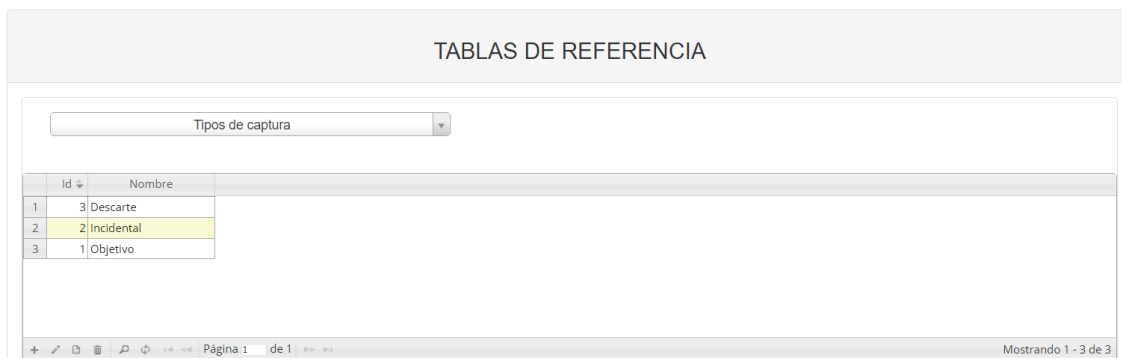 TABLAS DE REFERENCIA
Tipos de captura
Id Nombre
1 3 Descarte
2 2 Incidental
3 1 Objetivo
Página 1 de 1 Mostrando 1 - 3 de 3